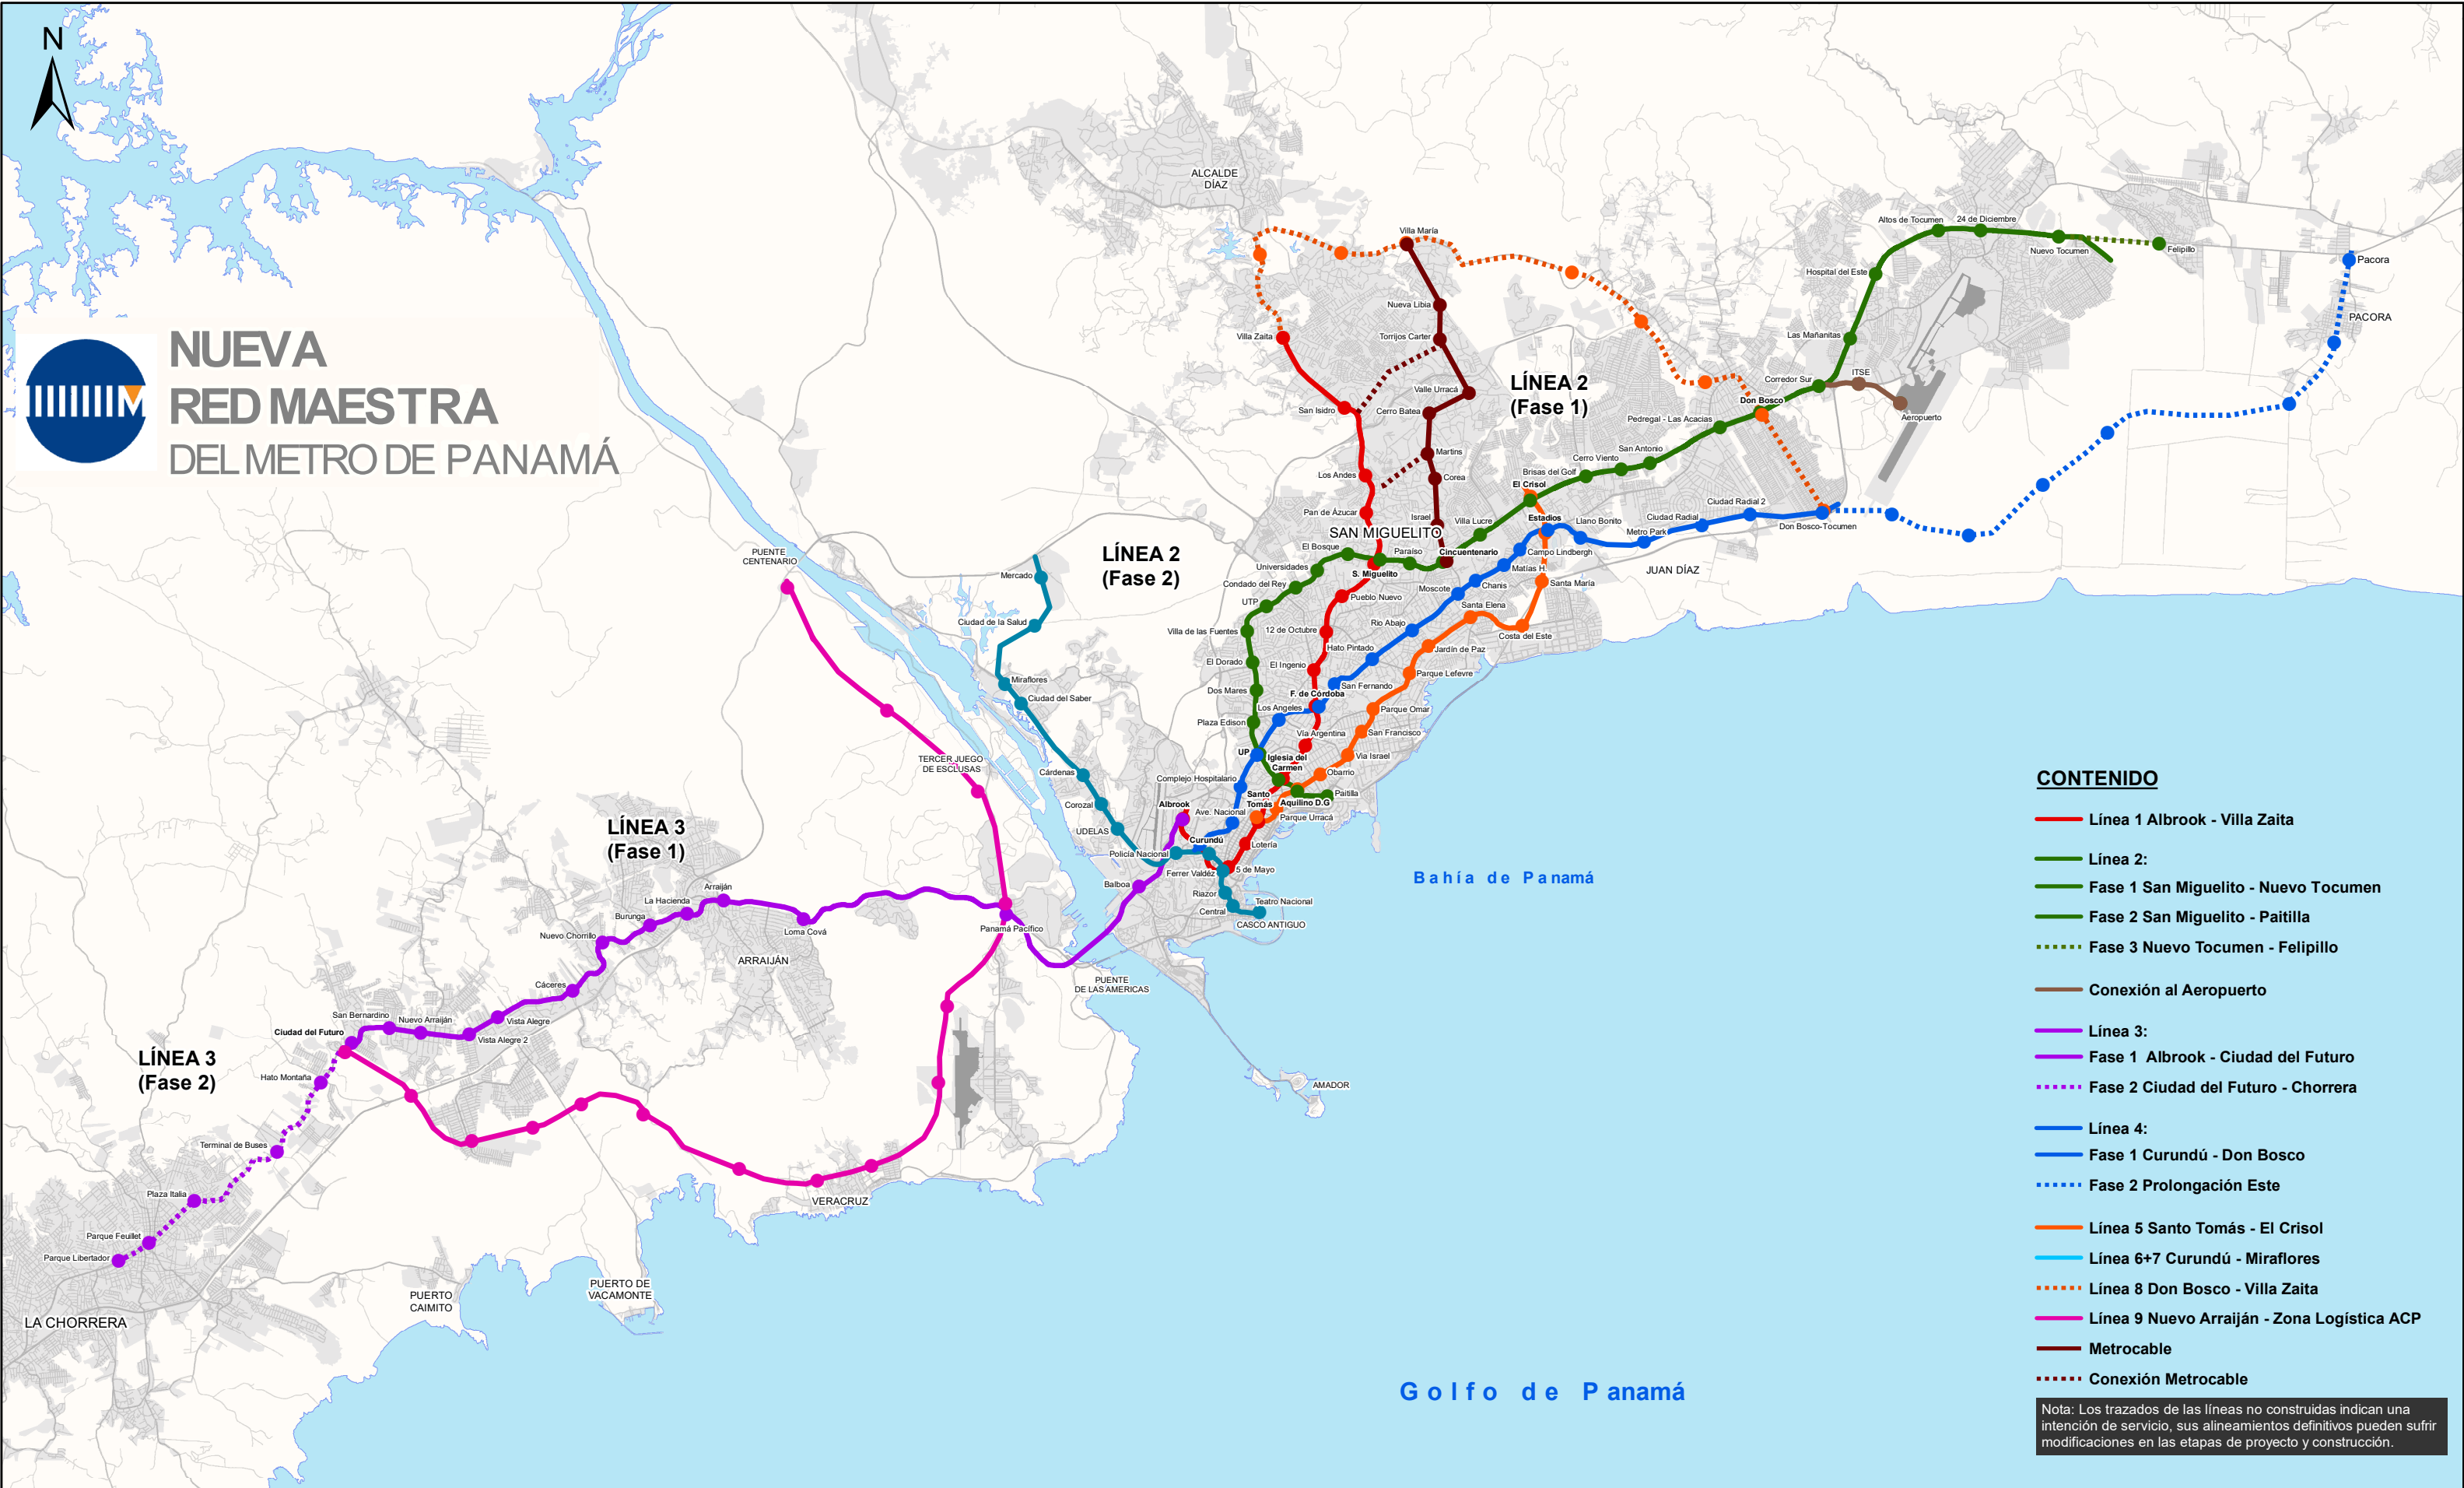 N
NUEVA
RED MAESTRA
DEL METRO DE PANAMÁ
M
ALCALDE
DÍAZ
Villa María
Nueva Libia
Torrijos Carter
Valle Urracá
Cerro Batea
Martins
Corea
Israel
Villa Zaita
San Isidro
Los Andes
Pan de Ázucar
SAN MIGUELITO
LÍNEA 2
(Fase 1)
Altos de Tocumen
24 de Diciembre
Nuevo Tocumen
Felipillo
Hospital del Este
Las Mañanitas
Corredor Sur
ITSE
Aeropuerto
Don Bosco
Pedregal - Las Acacias
San Antonio
Cerro Viento
Brisas del Golf
El Crisol
Villa Lucre
Cincuentenario
Paraíso
S. Miguelito
El Bosque
Universidades
Condado del Rey
UTP
Villa de las Fuentes
El Dorado
Dos Mares
Plaza Edison
UP
Iglesia del
Carmen
Aquilino D.G
Paitilla
Pacora
PACORA
Estadios
Llano Bonito
Metro Park
Ciudad Radial
Ciudad Radial 2
Don Bosco-Tocumen
JUAN DÍAZ
Campo Lindbergh
Matías H.
Chanis
Moscote
Rio Abajo
Hato Pintado
San Fernando
F. de Córdoba
Los Angeles
Complejo Hospitalario
Ave. Nacional
Curundú
Pueblo Nuevo
12 de Octubre
El Ingenio
Vía Argentina
Santo
Tomás
Lotería
5 de Mayo
Albrook
Santa María
Costa del Este
Santa Elena
Jardín de Paz
Parque Lefevre
Parque Omar
San Francisco
Via Israel
Obarrio
Parque Urracá
LÍNEA 2
(Fase 2)
PUENTE
CENTENARIO
Mercado
Ciudad de la Salud
Miraflores
Ciudad del Saber
Cárdenas
Corozal
UDELAS
Policía Nacional
Ferrer Valdéz
Riazor
Central
Teatro Nacional
CASCO ANTIGUO
TERCER JUEGO
DE ESCLUSAS
Balboa
Panamá Pacífico
PUENTE
DE LAS AMERICAS
AMADOR
LÍNEA 3
(Fase 1)
Loma Cová
Arraiján
La Hacienda
Burunga
Nuevo Chorrillo
ARRAIJÁN
Cáceres
Vista Alegre
Vista Alegre 2
Nuevo Arraiján
San Bernardino
Ciudad del Futuro
LÍNEA 3
(Fase 2)
Hato Montaña
Terminal de Buses
Plaza Italia
Parque Feuillet
Parque Libertador
LA CHORRERA
PUERTO
CAIMITO
PUERTO DE
VACAMONTE
VERACRUZ
Bahía de Panamá
Golfo de Panamá
CONTENIDO
Línea 1 Albrook - Villa Zaita
Línea 2:
Fase 1 San Miguelito - Nuevo Tocumen
Fase 2 San Miguelito - Paitilla
Fase 3 Nuevo Tocumen - Felipillo
Conexión al Aeropuerto
Línea 3:
Fase 1 Albrook - Ciudad del Futuro
Fase 2 Ciudad del Futuro - Chorrera
Línea 4:
Fase 1 Curundú - Don Bosco
Fase 2 Prolongación Este
Línea 5 Santo Tomás - El Crisol
Línea 6+7 Curundú - Miraflores
Línea 8 Don Bosco - Villa Zaita
Línea 9 Nuevo Arraiján - Zona Logística ACP
Metrocable
Conexión Metrocable
Nota: Los trazados de las líneas no construidas indican una
intención de servicio, sus alineamientos definitivos pueden sufrir
modificaciones en las etapas de proyecto y construcción.